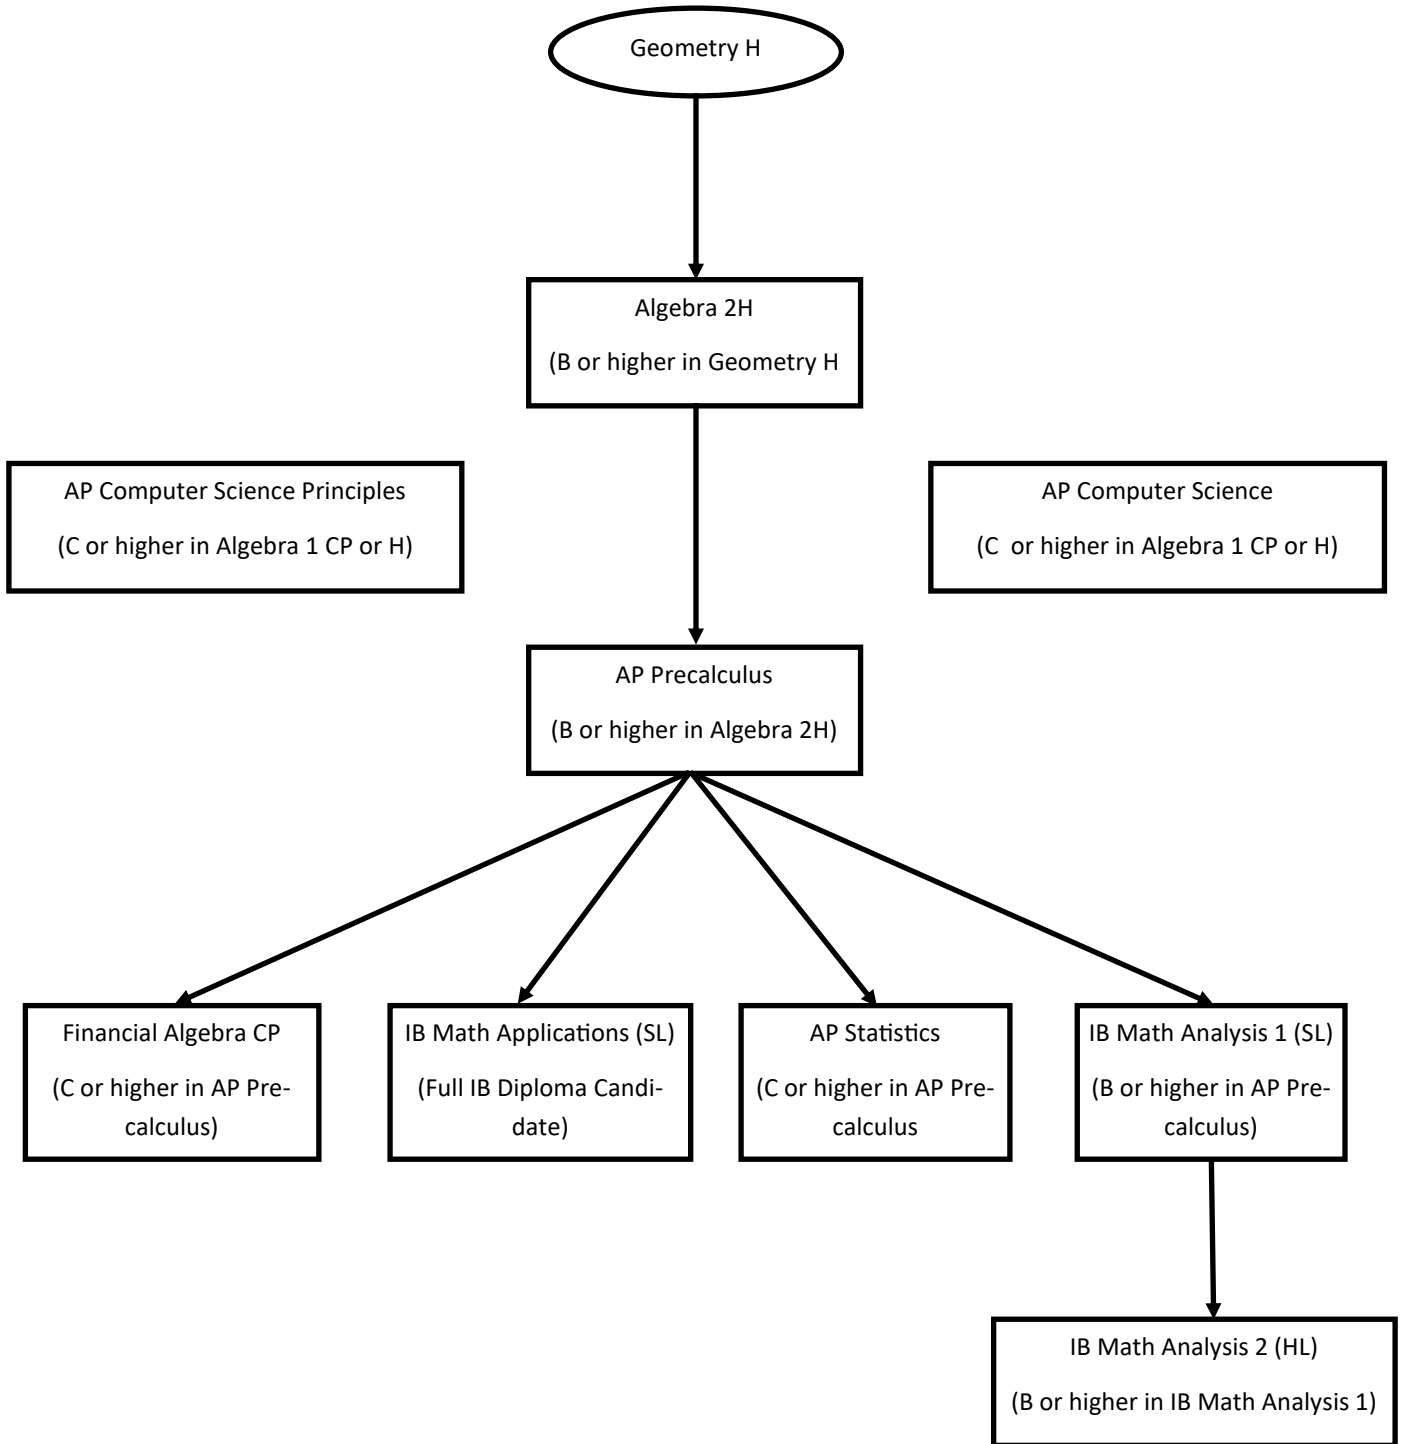 Geometry H
Algebra 2H
(B or higher in Geometry H
AP Computer Science Principles
(C or higher in Algebra 1 CP or H)
AP Computer Science
(C  or higher in Algebra 1 CP or H)
AP Precalculus
(B or higher in Algebra 2H)
Financial Algebra CP
(C or higher in AP Pre-
calculus)
IB Math Applications (SL)
(Full IB Diploma Candi-
date)
AP Statistics
(C or higher in AP Pre-
calculus
IB Math Analysis 1 (SL)
(B or higher in AP Pre-
calculus)
IB Math Analysis 2 (HL)
(B or higher in IB Math Analysis 1)